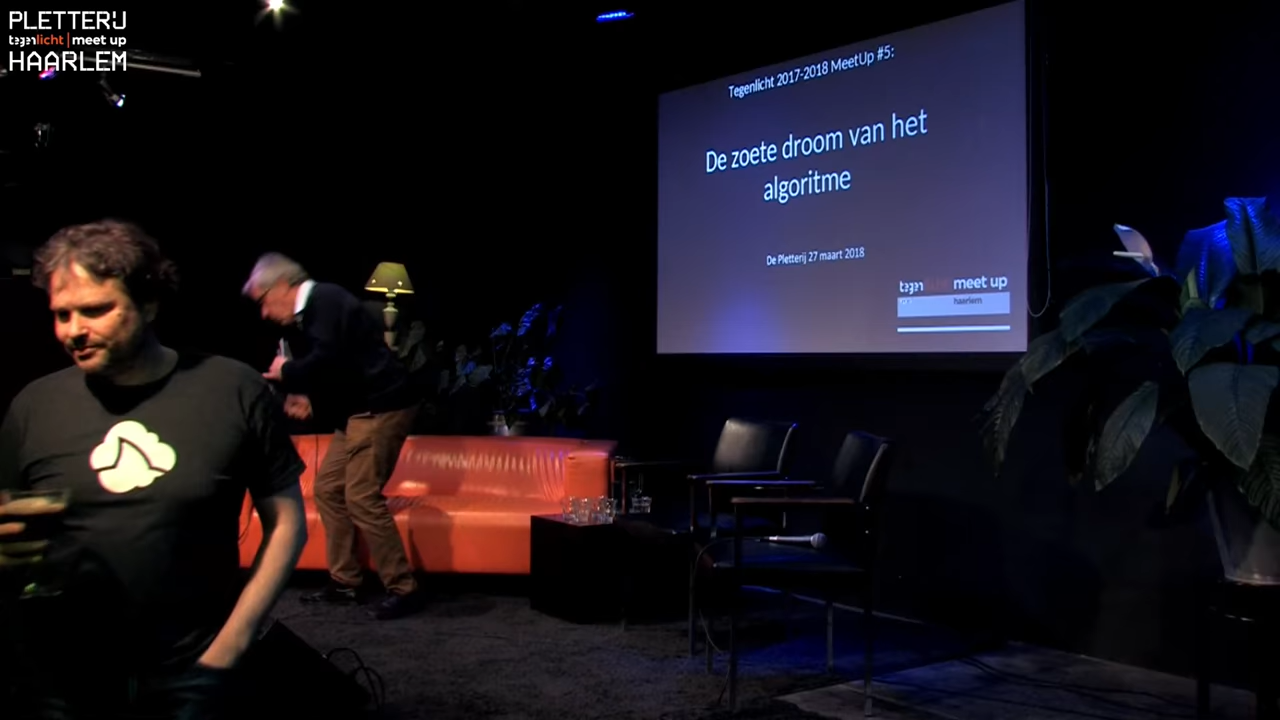 PLETTERIJ
tegenlicht | meet up
HAARLEM
Tegenlicht 2017-2018 MeetUp #5:
De zoete droom van het
algoritme
De Pletterij 27 maart 2018
tegenlicht meet up
haarlem